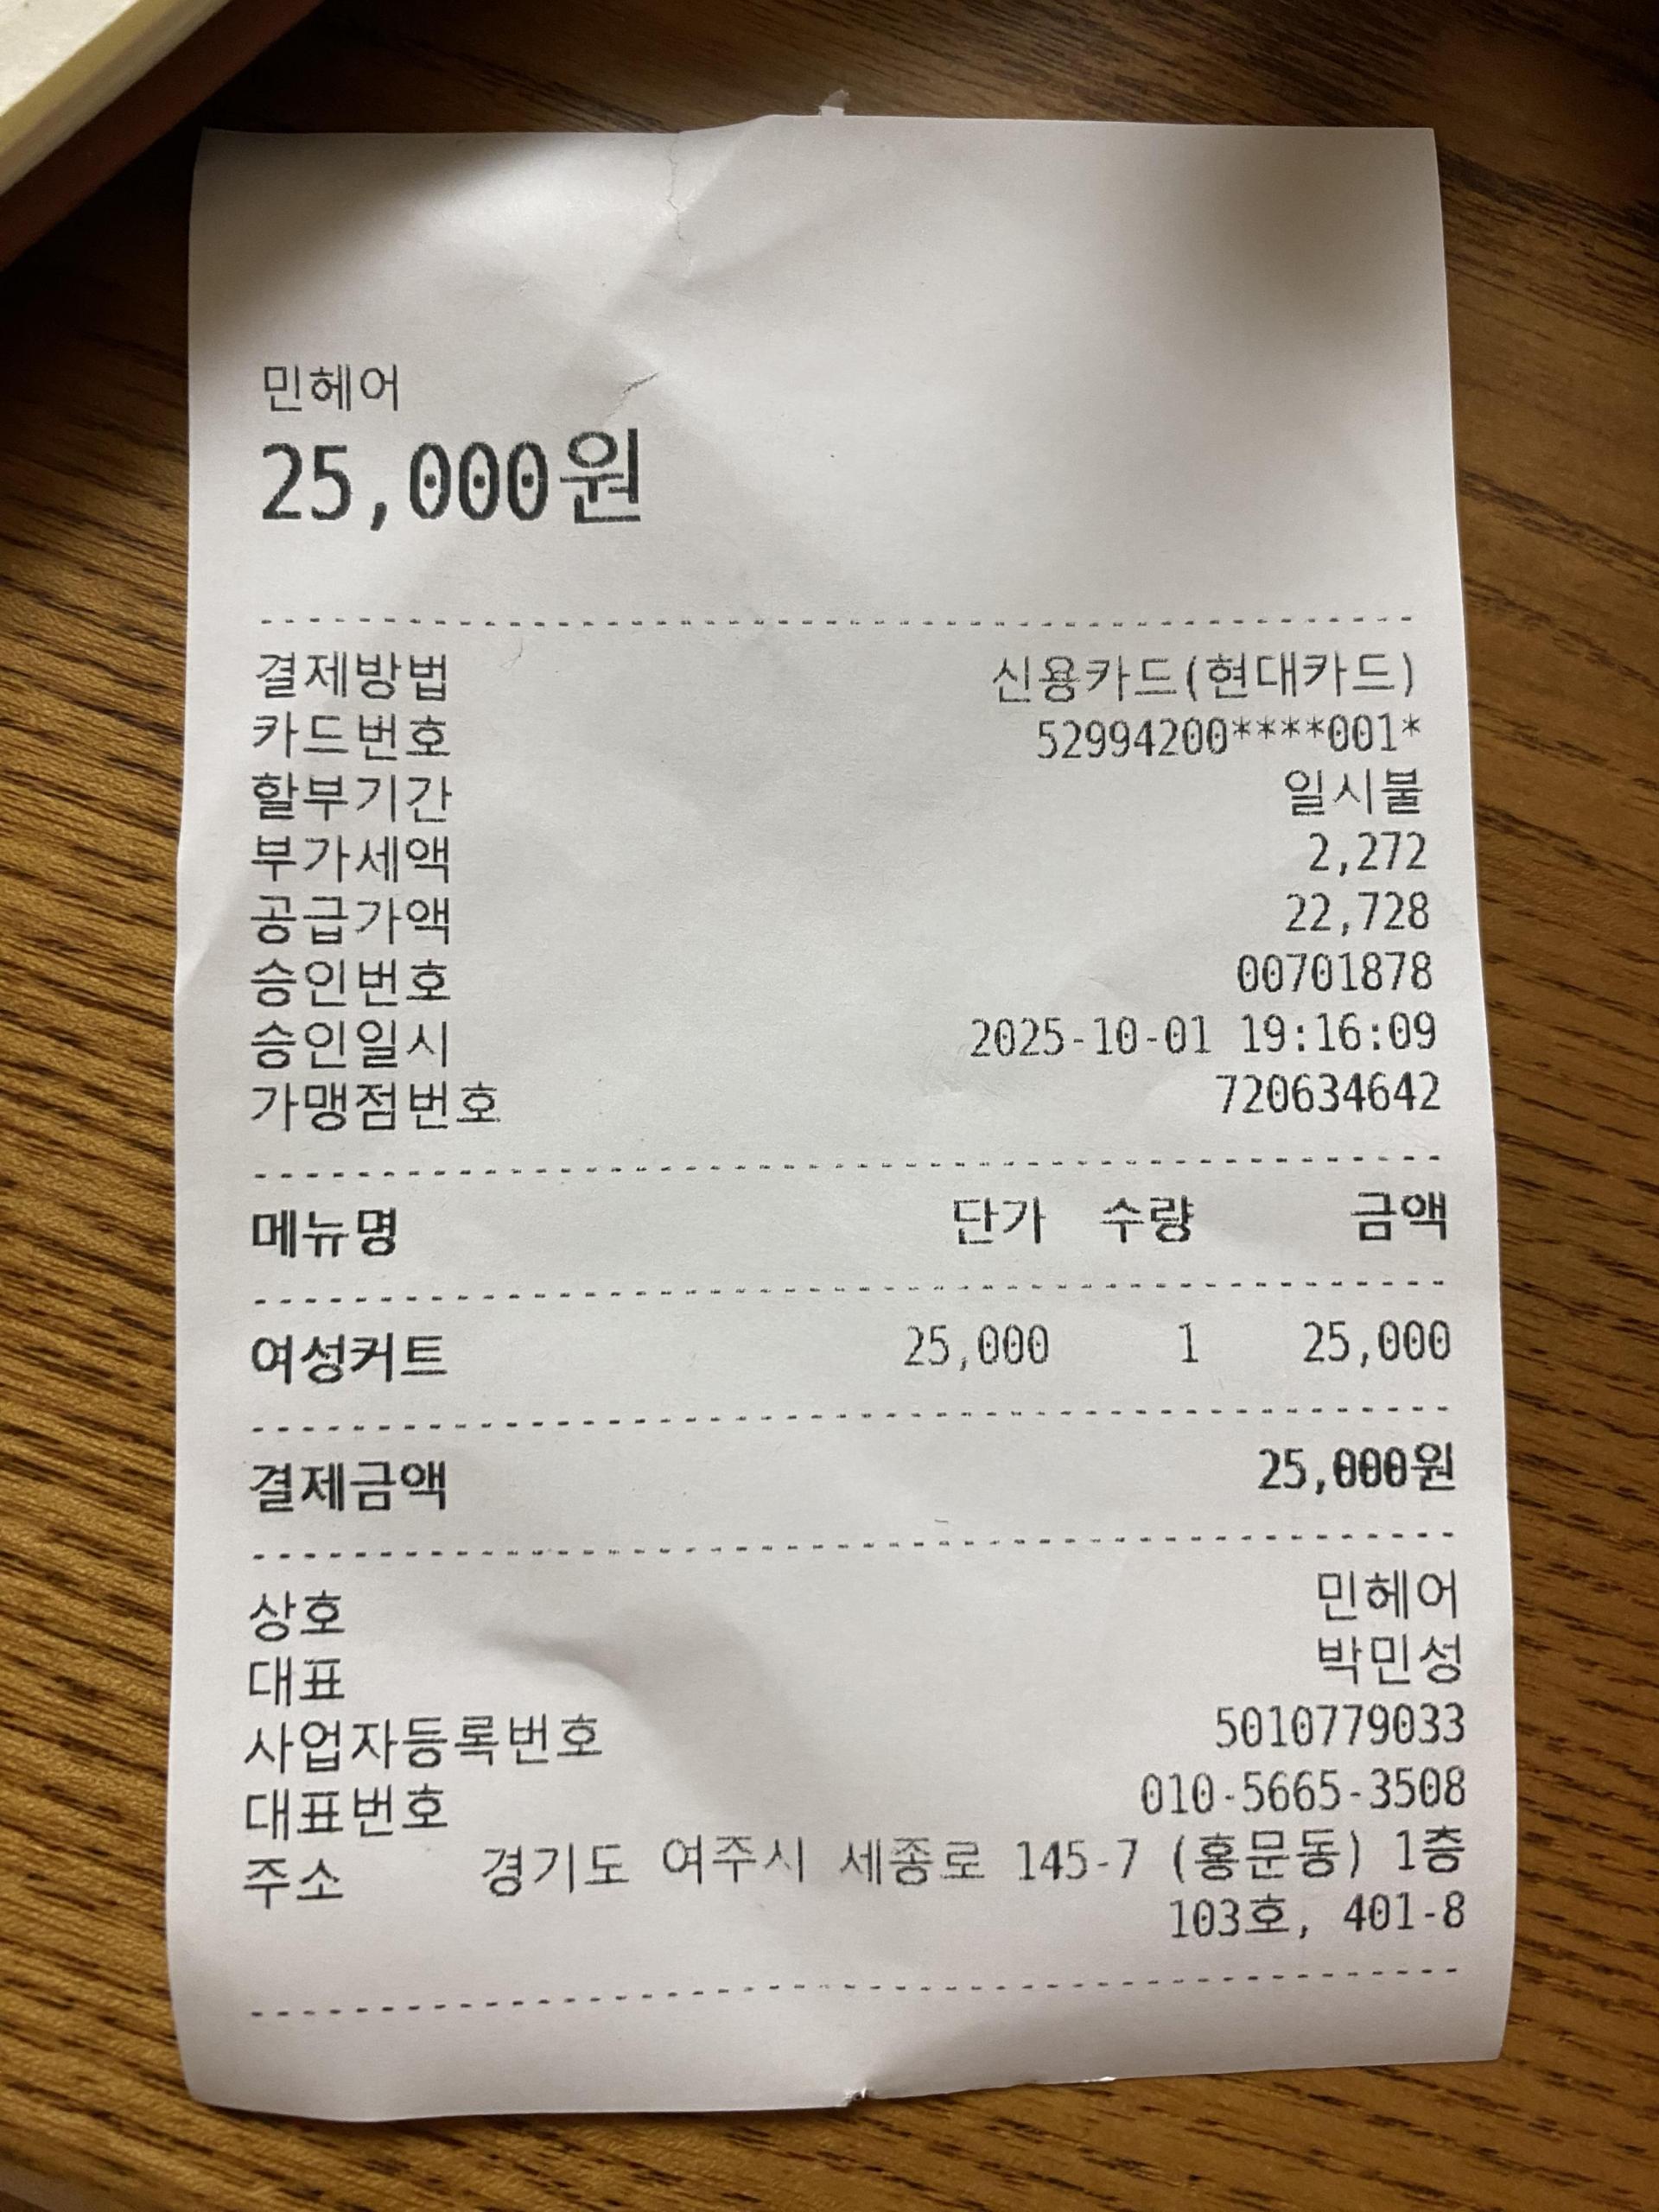 민헤어
25,000원
결제방법 신용카드(현대카드)
카드번호 52994200****001*
할부기간 일시불
부가세액 2,272
공급가액 22,728
승인번호 00701878
승인일시 2025-10-01 19:16:09
가맹점번호 720634642
메뉴명 단가 수량 금액
여성커트 25,000 1 25,000
결제금액 25,000원
상호 민헤어
대표 박민성
사업자등록번호 5010779033
대표번호 010-5665-3508
주소 경기도 여주시 세종로 145-7 (홍문동) 1층
103호, 401-8